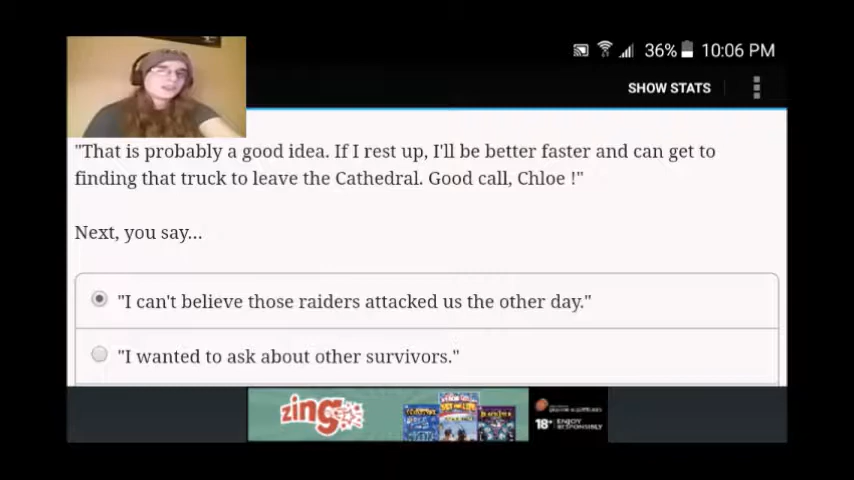 36% 10:06 PM
SHOW STATS
"That is probably a good idea. If I rest up, I'll be better faster and can get to
finding that truck to leave the Cathedral. Good call, Chloe !"
Next, you say...
"I can't believe those raiders attacked us the other day."
"I wanted to ask about other survivors."
zing
18+ ENJOY
RESPONSIBLY